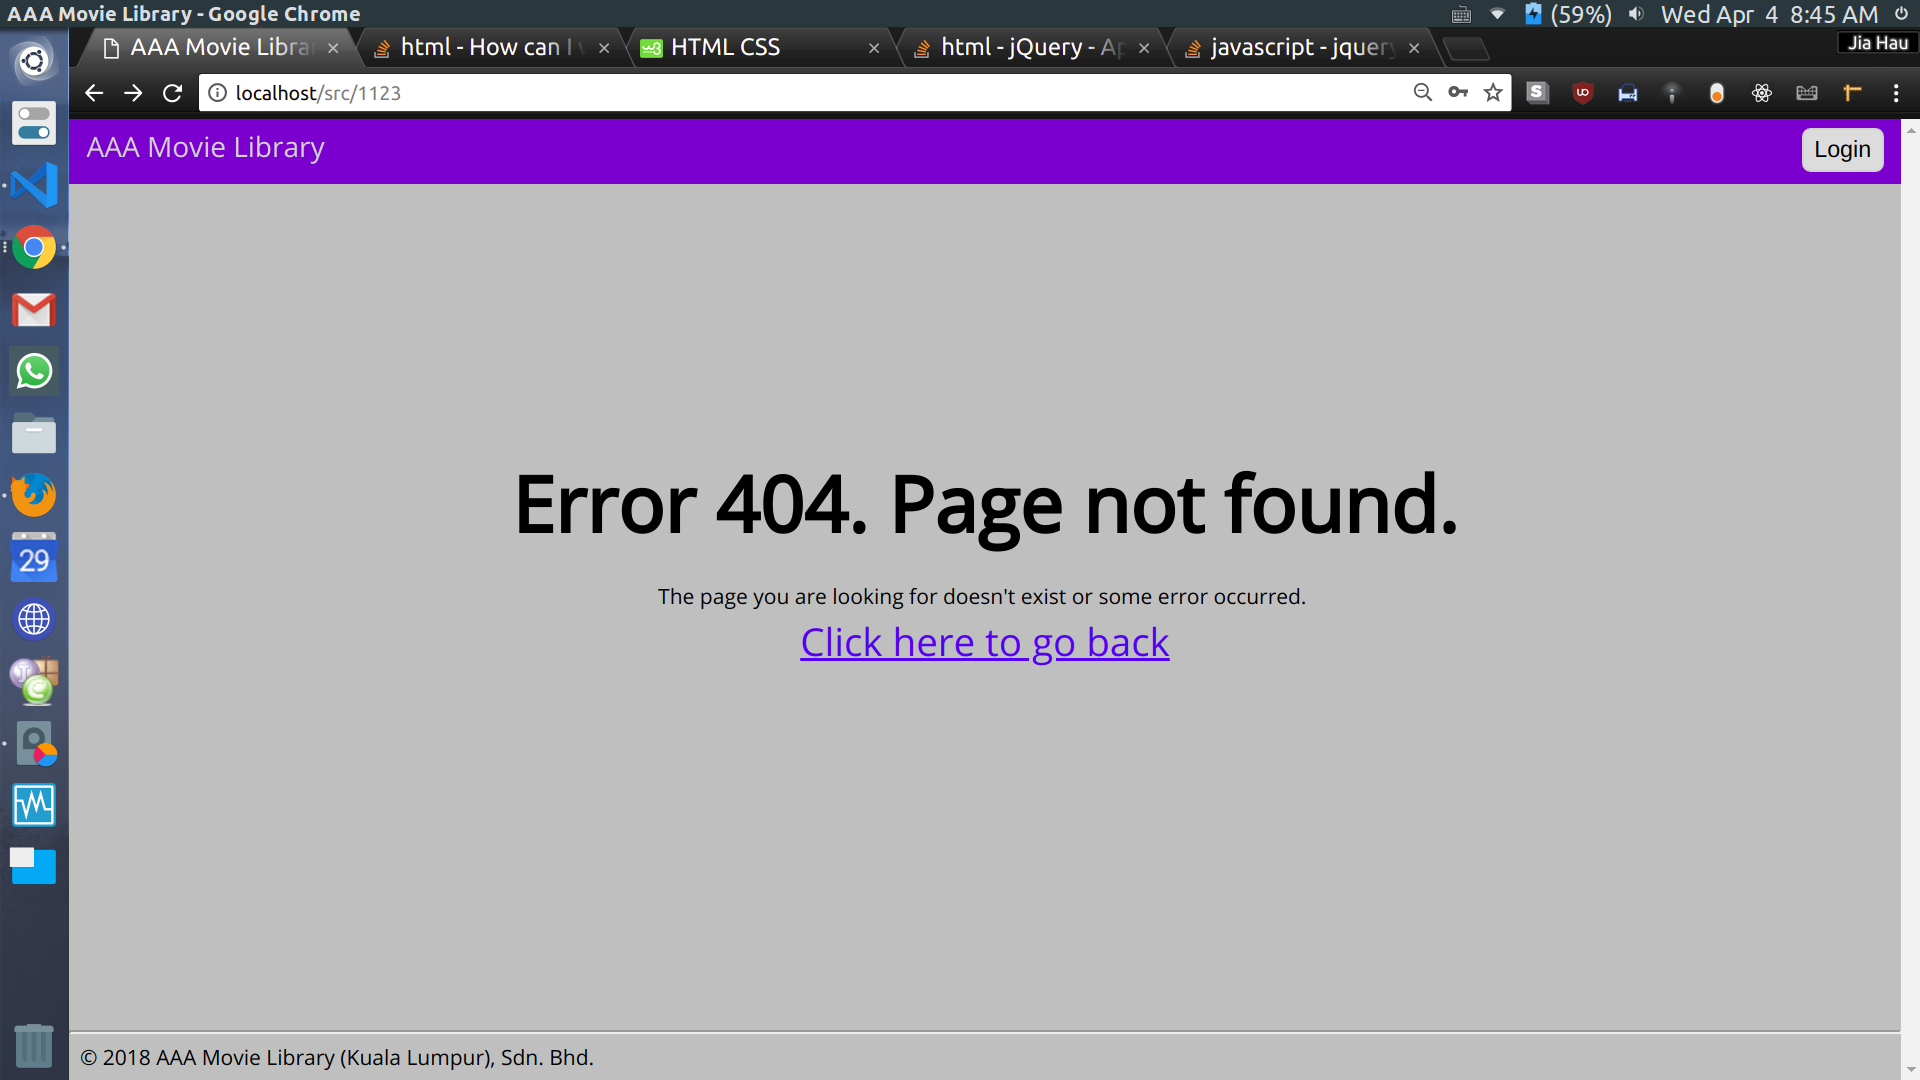 AAA Movie Library - Google Chrome
(59%) Wed Apr 4 8:45 AM
AAA Movie Libra
html - How can I
HTML CSS
html - jQuery - Ap
javascript - jquery
Jia Hau
localhost/src/1123
AAA Movie Library
Login
29
Error 404. Page not found.
The page you are looking for doesn't exist or some error occurred.
Click here to go back
© 2018 AAA Movie Library (Kuala Lumpur), Sdn. Bhd.